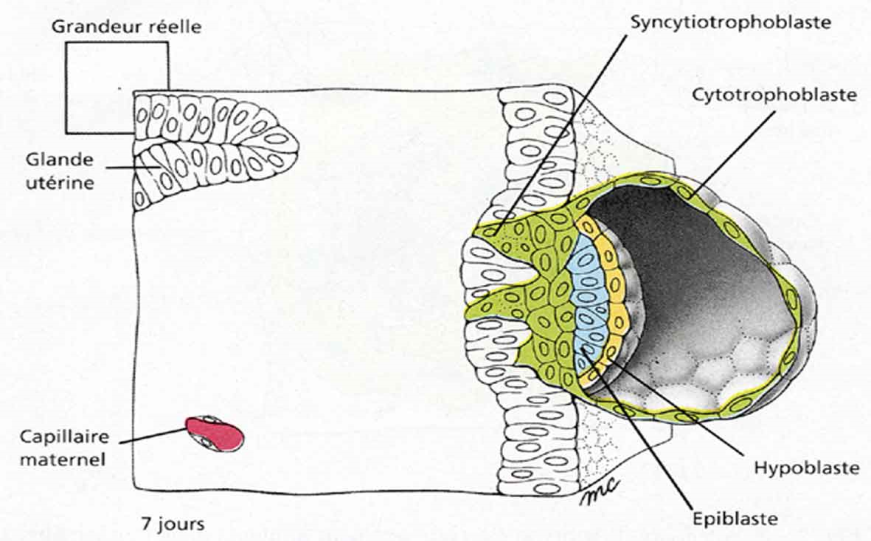 Grandeur réelle
Syncytiotrophoblaste
Cytotrophoblaste
Glande
utérine
Capillaire
maternel
Hypoblaste
Epiblaste
mc
7 jours